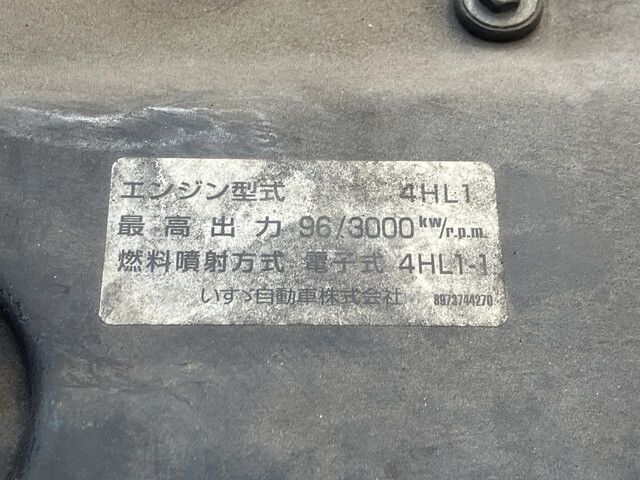 エンジン型式 4HL1
最高出力 96/3000 kw/r.p.m.
燃料噴射方式 電子式 4HL1-1
いすゞ自動車株式会社 8973744270